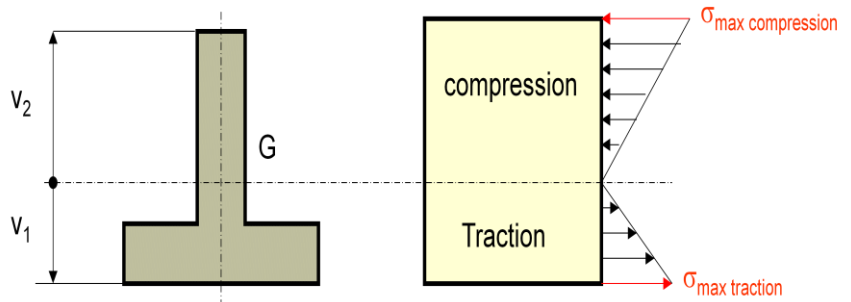 σmax compression
V2
compression
G
V1
Traction
σmax traction